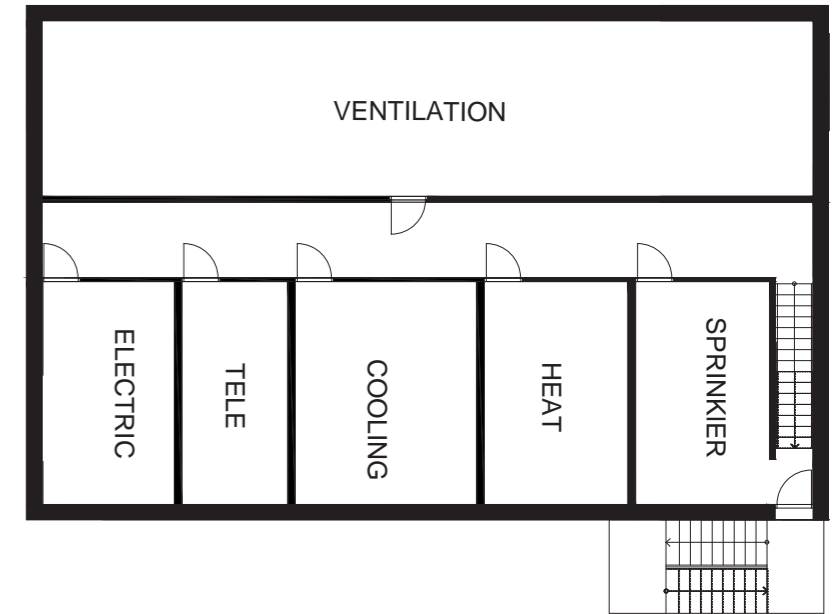 VENTILATION
ELECTRIC
TELE
COOLING
HEAT
SPRINKIER